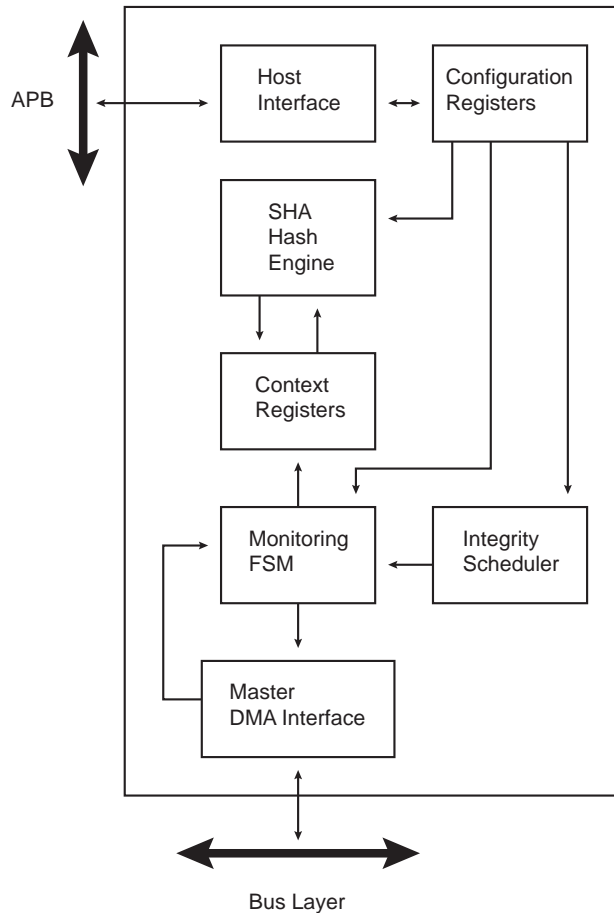 APB
Host
Interface
Configuration
Registers
SHA
Hash
Engine
Context
Registers
Monitoring
FSM
Integrity
Scheduler
Master
DMA Interface
Bus Layer